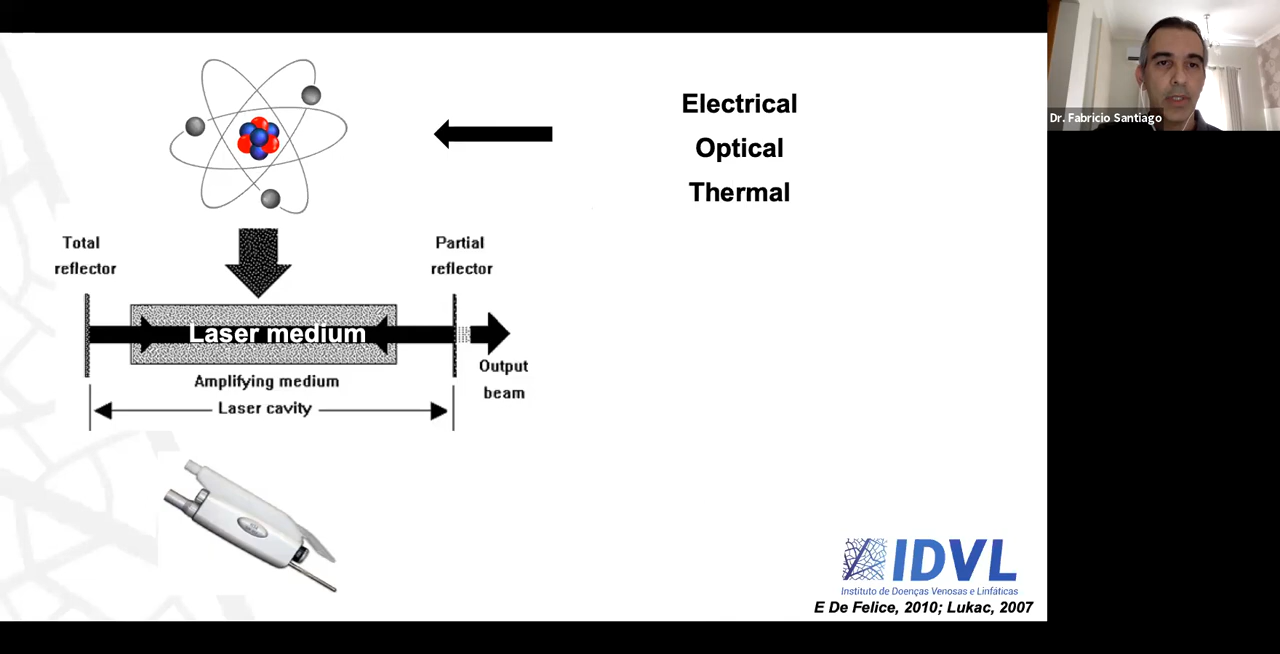 Electrical
Optical
Thermal
Total
reflector
Partial
reflector
Laser medium
Output
beam
Amplifying medium
Laser cavity
IDVL
Instituto de Doenças Venosas e Linfáticas
E De Felice, 2010; Lukac, 2007
Dr. Fabricio Santiago